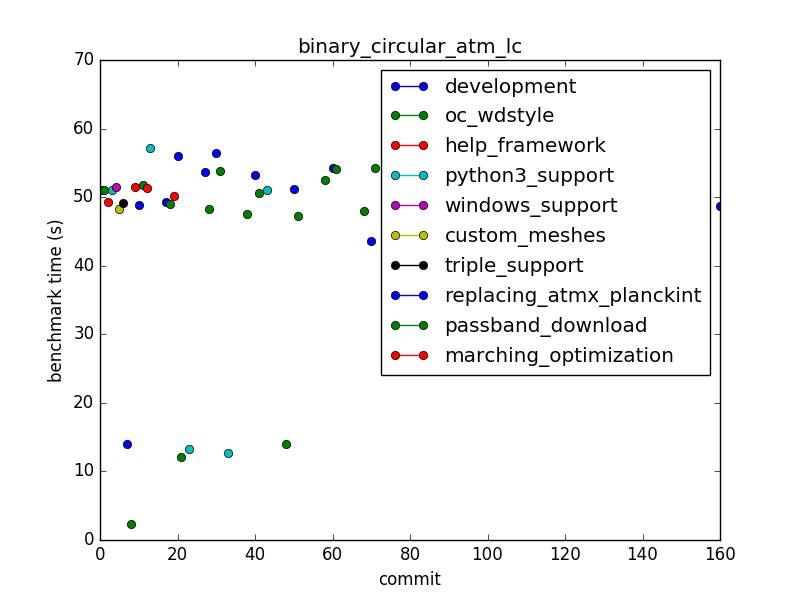 binary_circular_atm_lc
70
60
50
40
30
20
10
0
benchmark time (s)
development
oc_wdstyle
help_framework
python3_support
windows_support
custom_meshes
triple_support
replacing_atmx_planckint
passband_download
marching_optimization
0 20 40 60 80 100 120 140 160
commit